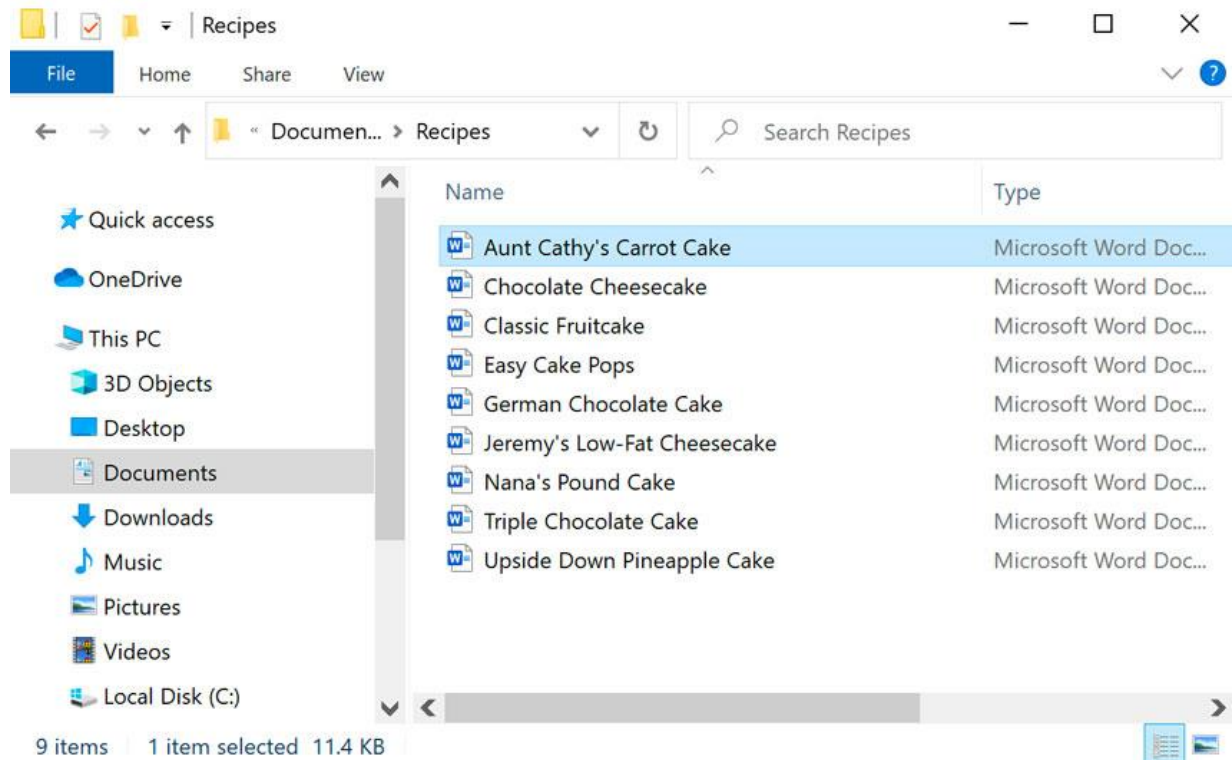 Recipes
File Home Share View ?
« Documen... > Recipes Search Recipes
Name Type
Quick access
OneDrive
This PC
3D Objects
Desktop
Documents
Downloads
Music
Pictures
Videos
Local Disk (C:)
Aunt Cathy's Carrot Cake Microsoft Word Doc...
Chocolate Cheesecake Microsoft Word Doc...
Classic Fruitcake Microsoft Word Doc...
Easy Cake Pops Microsoft Word Doc...
German Chocolate Cake Microsoft Word Doc...
Jeremy's Low-Fat Cheesecake Microsoft Word Doc...
Nana's Pound Cake Microsoft Word Doc...
Triple Chocolate Cake Microsoft Word Doc...
Upside Down Pineapple Cake Microsoft Word Doc...
9 items 1 item selected 11.4 KB